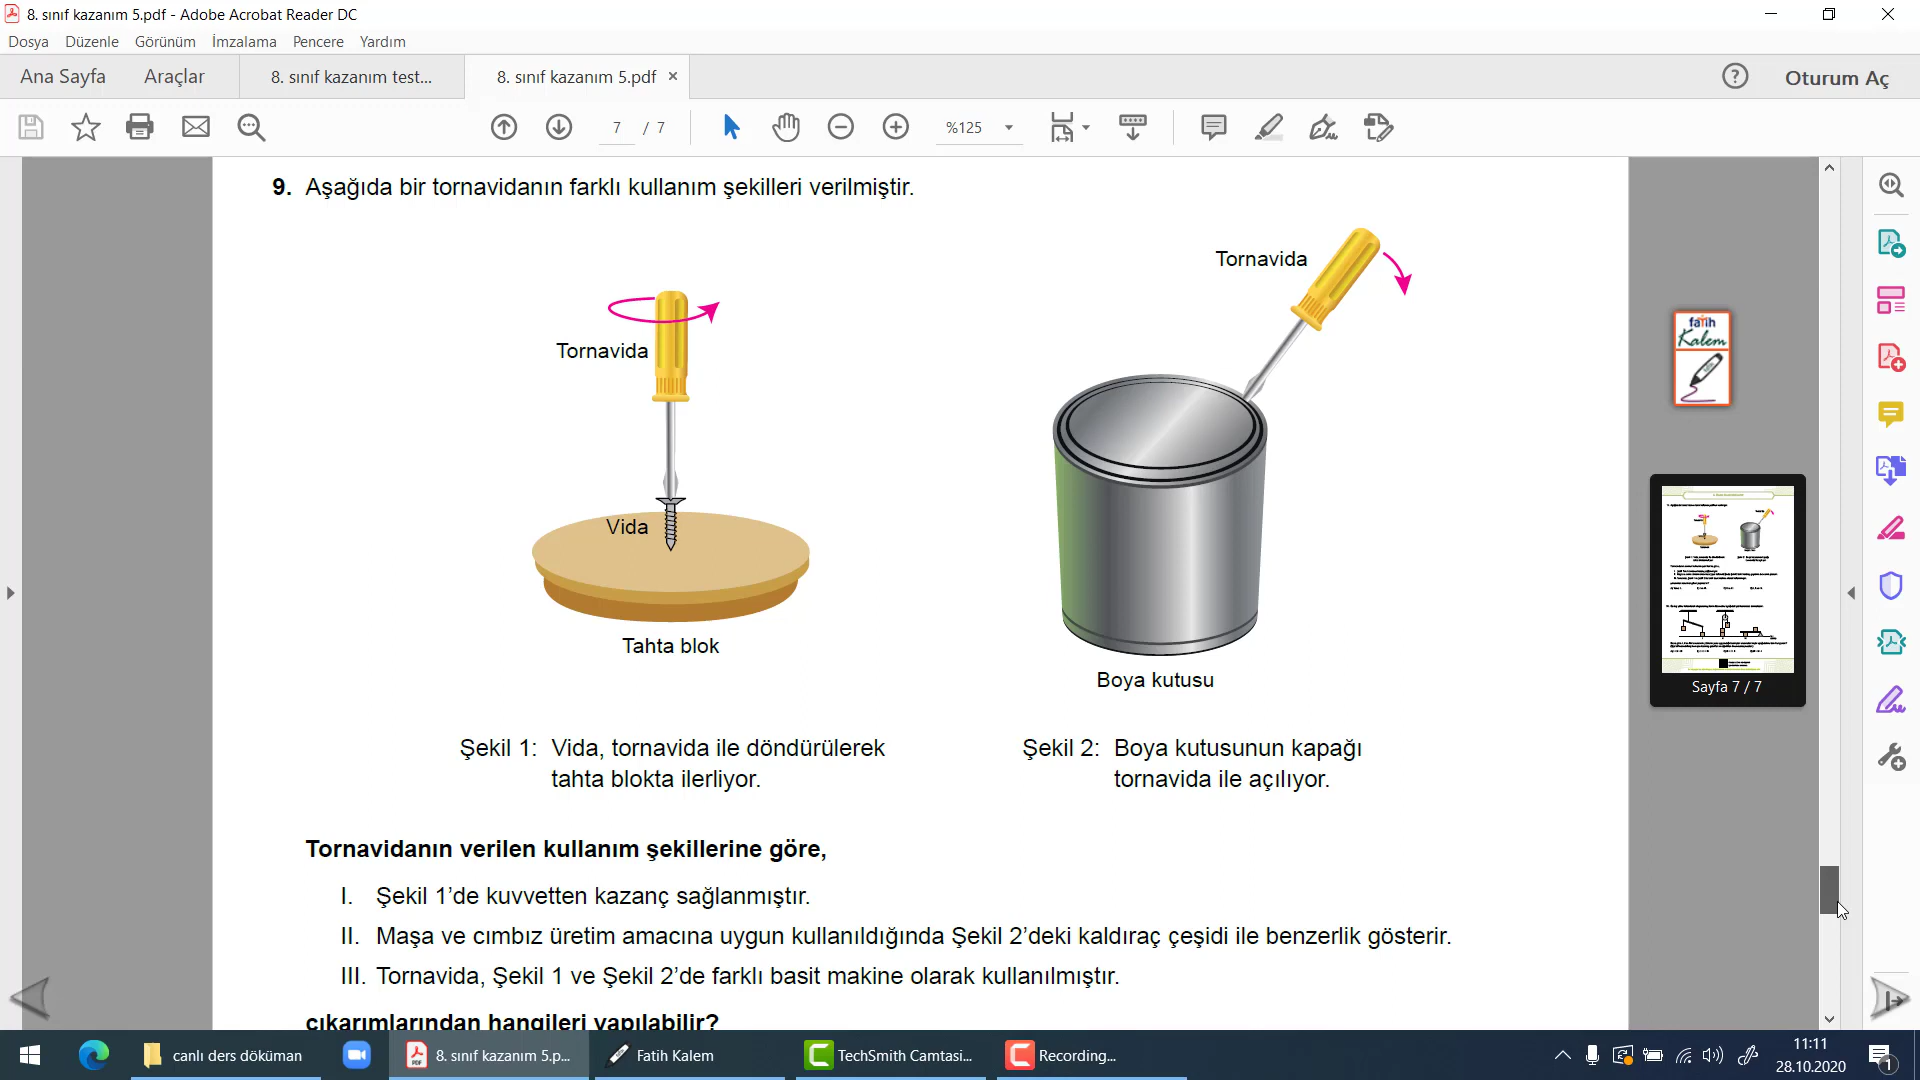 8. sınıf kazanım 5.pdf - Adobe Acrobat Reader DC
Dosya Düzenle Görünüm İmzalama Pencere Yardım
Ana Sayfa Araçlar 8. sınıf kazanım test... 8. sınıf kazanım 5.pdf × Oturum Aç
7 / 7 %125
9. Aşağıda bir tornavidanın farklı kullanım şekilleri verilmiştir.
Tornavida
Tornavida
Vida
Tahta blok
Boya kutusu
Şekil 1: Vida, tornavida ile döndürülerek
tahta blokta ilerliyor.
Şekil 2: Boya kutusunun kapağı
tornavida ile açılıyor.
Tornavidanın verilen kullanım şekillerine göre,
I. Şekil 1’de kuvvetten kazanç sağlanmıştır.
II. Maşa ve cımbız üretim amacına uygun kullanıldığında Şekil 2’deki kaldıraç çeşidi ile benzerlik gösterir.
III. Tornavida, Şekil 1 ve Şekil 2’de farklı basit makine olarak kullanılmıştır.
çıkarımlarından hangileri yapılabilir?
fatih
Kalem
Sayfa 7 / 7
canlı ders döküman
8. sınıf kazanım 5.p...
Fatih Kalem
TechSmith Camtasi...
Recording...
11:11
28.10.2020
1